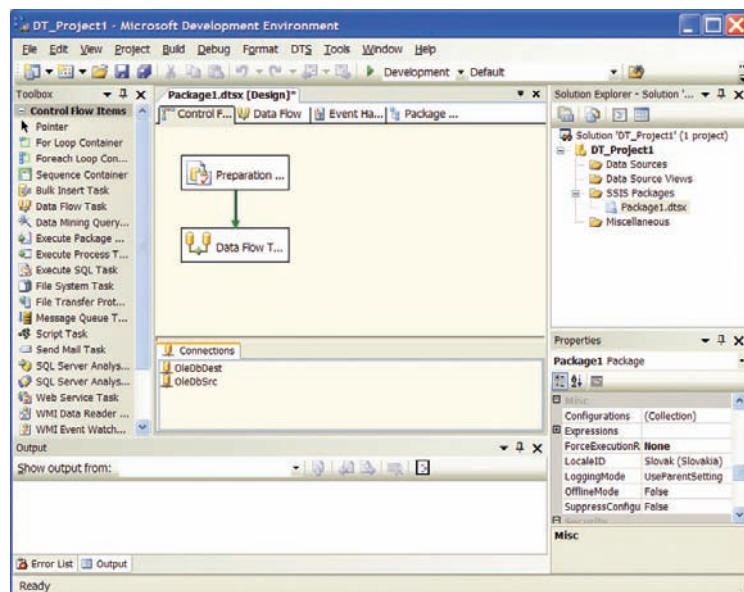 DT_Project1 - Microsoft Development Environment
File Edit View Project Build Debug Format DTS Tools Window Help
Development Default
Toolbox
Control Flow Items
Pointer
For Loop Container
Foreach Loop Con...
Sequence Container
Bulk Insert Task
Data Flow Task
Data Mining Query...
Execute Package ...
Execute Process T...
Execute SQL Task
File System Task
File Transfer Prot...
Message Queue T...
Script Task
Send Mail Task
SQL Server Analys...
SQL Server Analys...
Web Service Task
WMI Data Reader ...
WMI Event Watch...
Package1.dtsx [Design]*
Control F... Data Flow Event Ha... Package ...
Preparation ...
Data Flow T...
Connections
OleDbDest
OleDbSrc
Solution Explorer - Solution '...
Solution 'DT_Project1' (1 project)
DT_Project1
Data Sources
Data Source Views
SSIS Packages
Package1.dtsx
Miscellaneous
Properties
Package1 Package
Misc
Configurations (Collection)
Expressions
ForceExecutionR None
LocaleID Slovak (Slovakia)
LoggingMode UseParentSetting
OfflineMode False
SuppressConfigu False
Security
Misc
Output
Show output from:
Error List Output
Ready